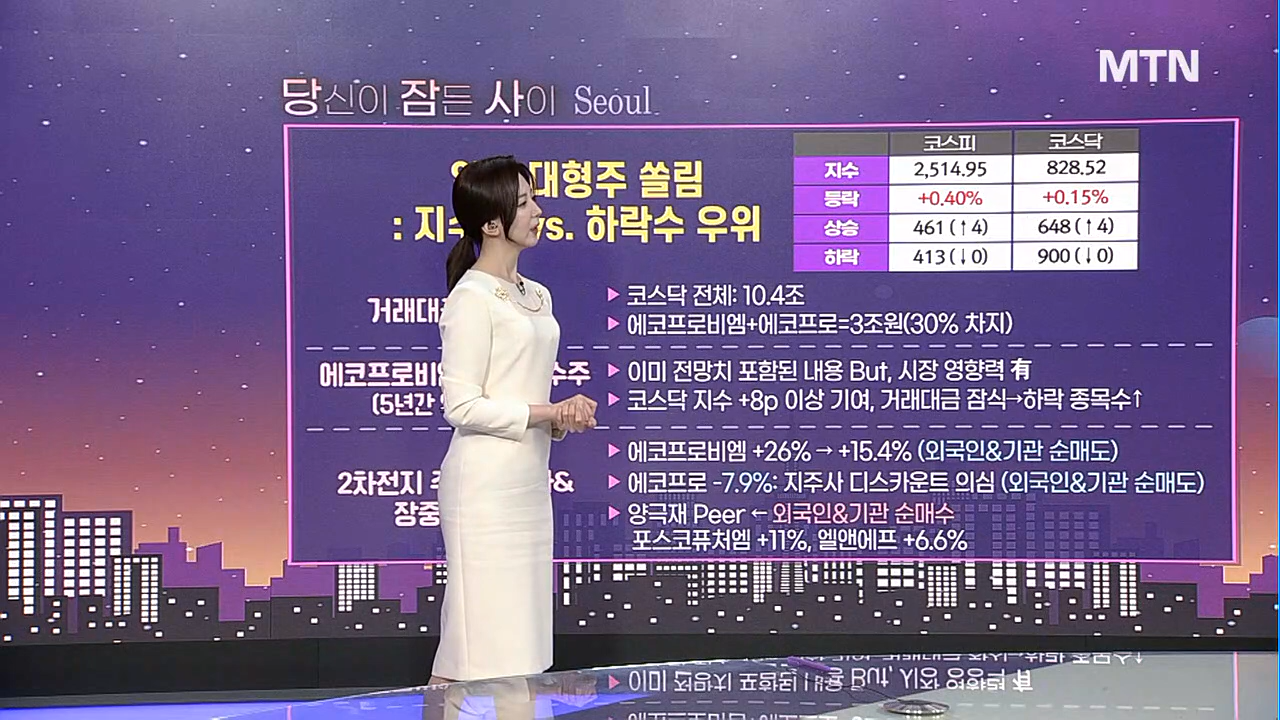 MTN
당신이 잠든 사이 Seoul
대형주 쏠림
: 지수 vs. 하락수 우위
코스피 코스닥
지수 2,514.95 828.52
등락 +0.40% +0.15%
상승 461 (↑4) 648 (↑4)
하락 413 (↓0) 900 (↓0)
▶ 코스닥 전체: 10.4조
▶ 에코프로비엠+에코프로=3조원(30% 차지)
수주
(5년간
▶ 이미 전망치 포함된 내용 But, 시장 영향력 有
▶ 코스닥 지수 +8p 이상 기여, 거래대금 잠식→하락 종목수↑
2차전지 &
장중
▶ 에코프로비엠 +26% → +15.4% (외국인&기관 순매도)
▶ 에코프로 -7.9%: 지주사 디스카운트 의심 (외국인&기관 순매도)
▶ 양극재 Peer ← 외국인&기관 순매수
포스코퓨처엠 +11%, 엘앤에프 +6.6%